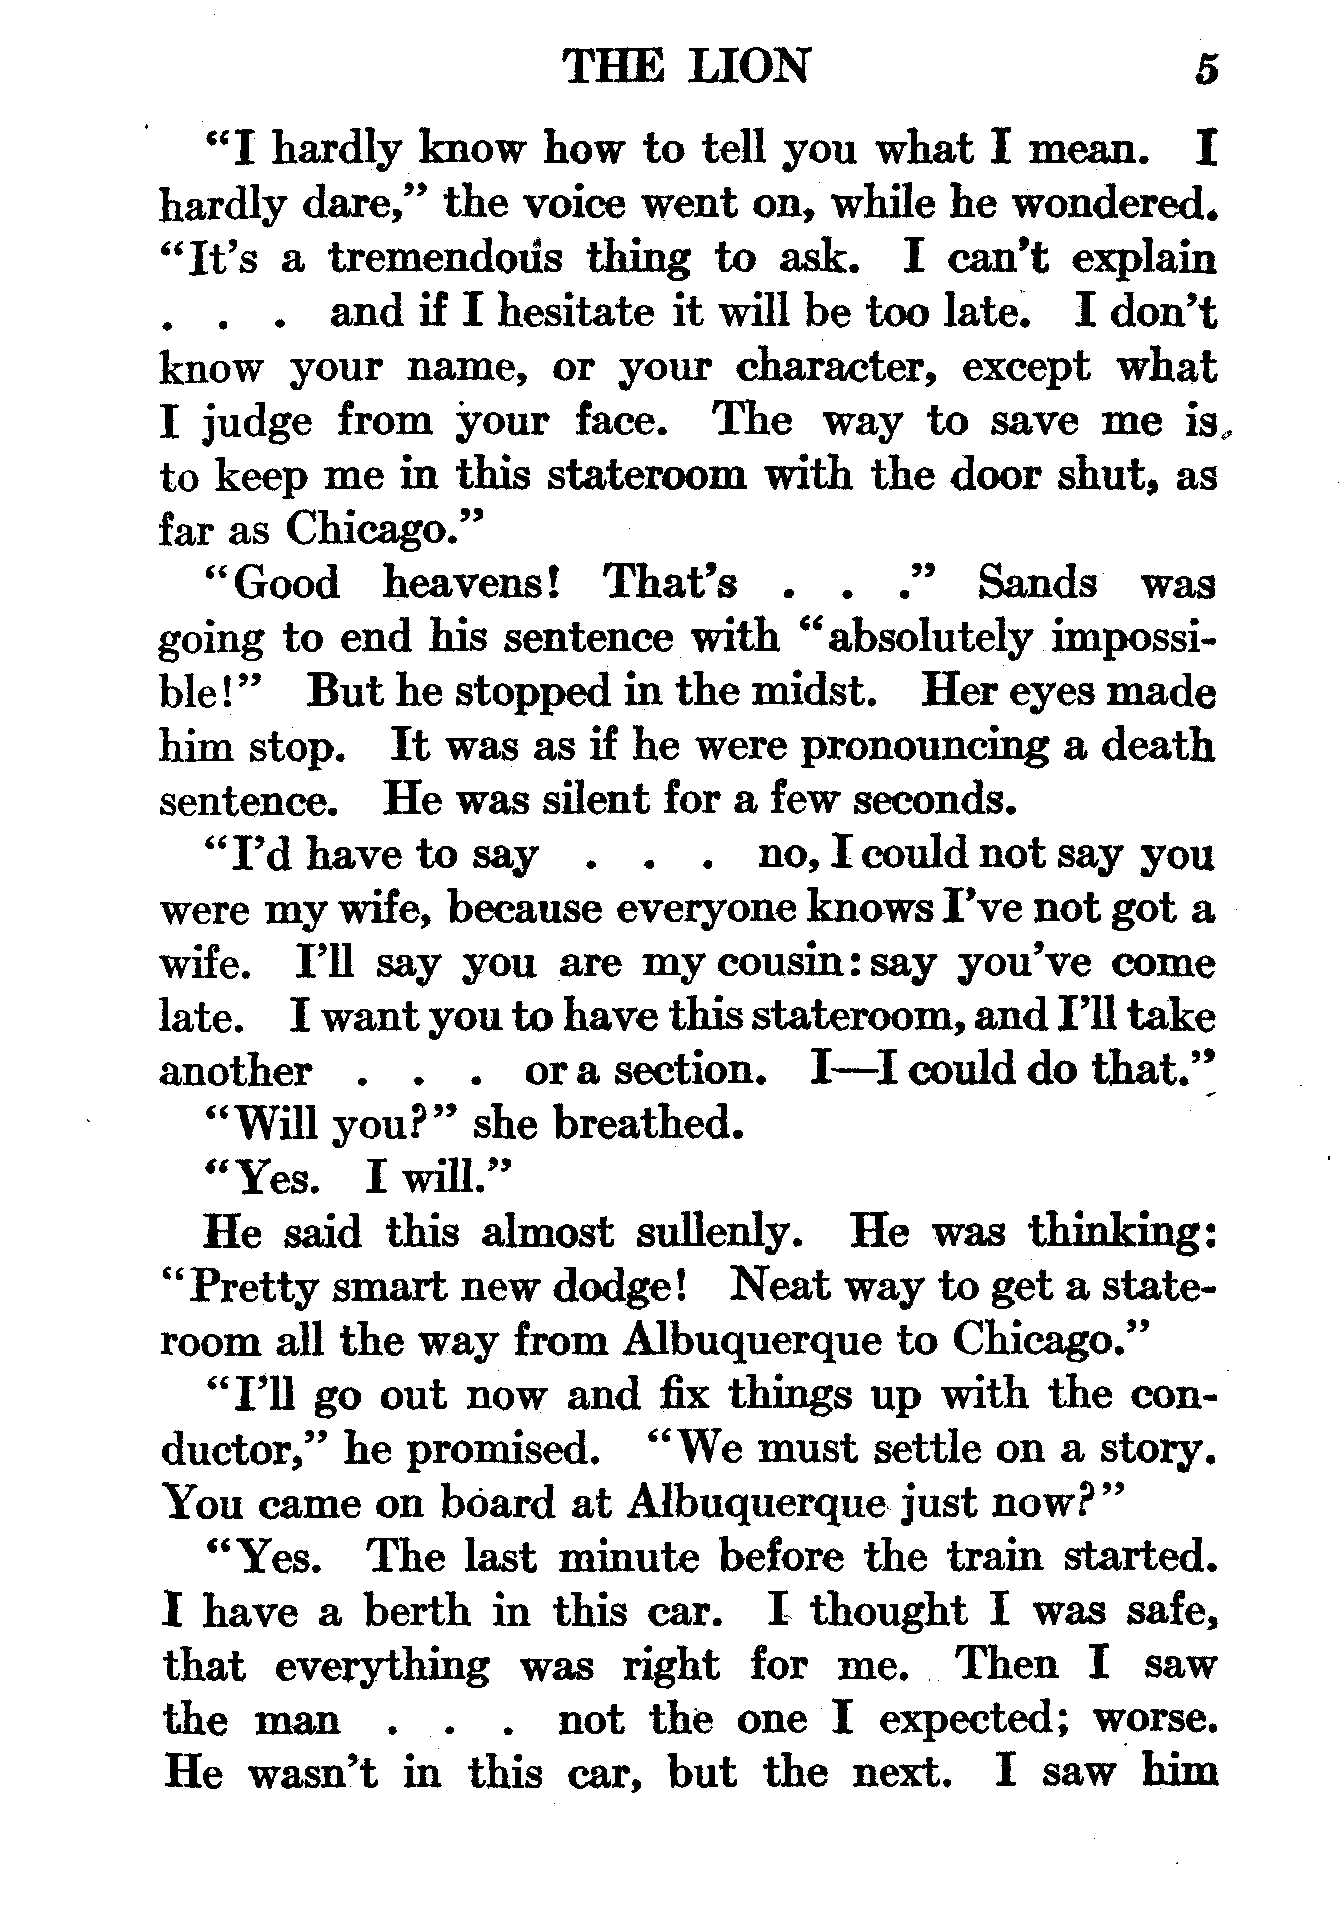 THE LION 5
“I hardly know how to tell you what I mean. I
hardly dare,” the voice went on, while he wondered.
“It’s a tremendous thing to ask. I can’t explain
. . . and if I hesitate it will be too late. I don’t
know your name, or your character, except what
I judge from your face. The way to save me is
to keep me in this stateroom with the door shut, as
far as Chicago.”
“Good heavens! That’s . . .” Sands was
going to end his sentence with “absolutely impossi-
ble!” But he stopped in the midst. Her eyes made
him stop. It was as if he were pronouncing a death
sentence. He was silent for a few seconds.
“I’d have to say . . . no, I could not say you
were my wife, because everyone knows I’ve not got a
wife. I’ll say you are my cousin: say you’ve come
late. I want you to have this stateroom, and I’ll take
another . . . or a section. I—I could do that.”
“Will you?” she breathed.
“Yes. I will.”
He said this almost sullenly. He was thinking:
“Pretty smart new dodge! Neat way to get a state-
room all the way from Albuquerque to Chicago.”
“I’ll go out now and fix things up with the con-
ductor,” he promised. “We must settle on a story.
You came on board at Albuquerque just now?”
“Yes. The last minute before the train started.
I have a berth in this car. I thought I was safe,
that everything was right for me. Then I saw
the man . . . not the one I expected; worse.
He wasn’t in this car, but the next. I saw him